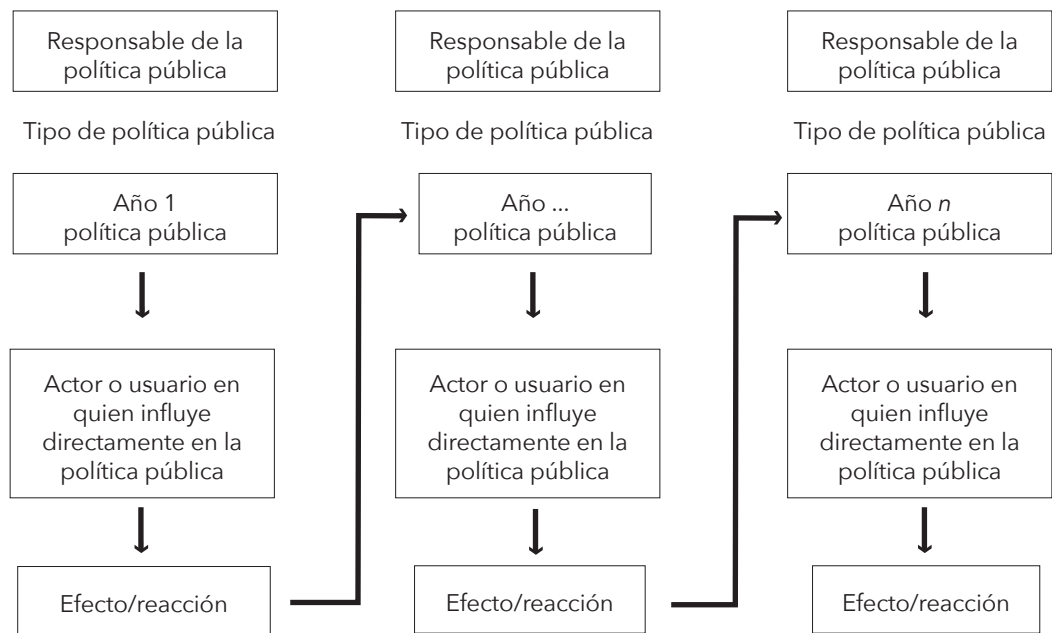 Responsable de la
política pública
Tipo de política pública
Año 1
política pública
Actor o usuario en
quien influye
directamente en la
política pública
Efecto/reacción
Responsable de la
política pública
Tipo de política pública
Año ...
política pública
Actor o usuario en
quien influye
directamente en la
política pública
Efecto/reacción
Responsable de la
política pública
Tipo de política pública
Año n
política pública
Actor o usuario en
quien influye
directamente en la
política pública
Efecto/reacción